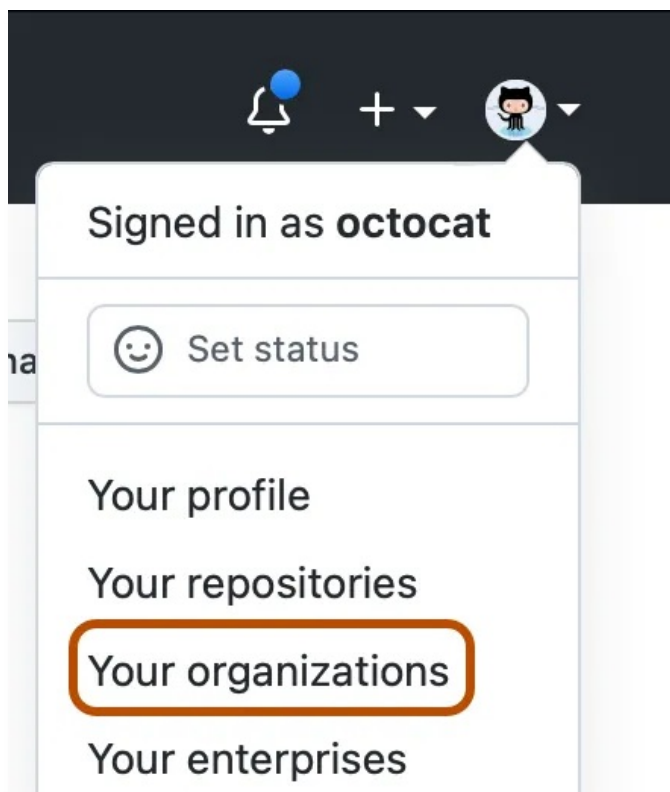 Signed in as octocat
Set status
Your profile
Your repositories
Your organizations
Your enterprises